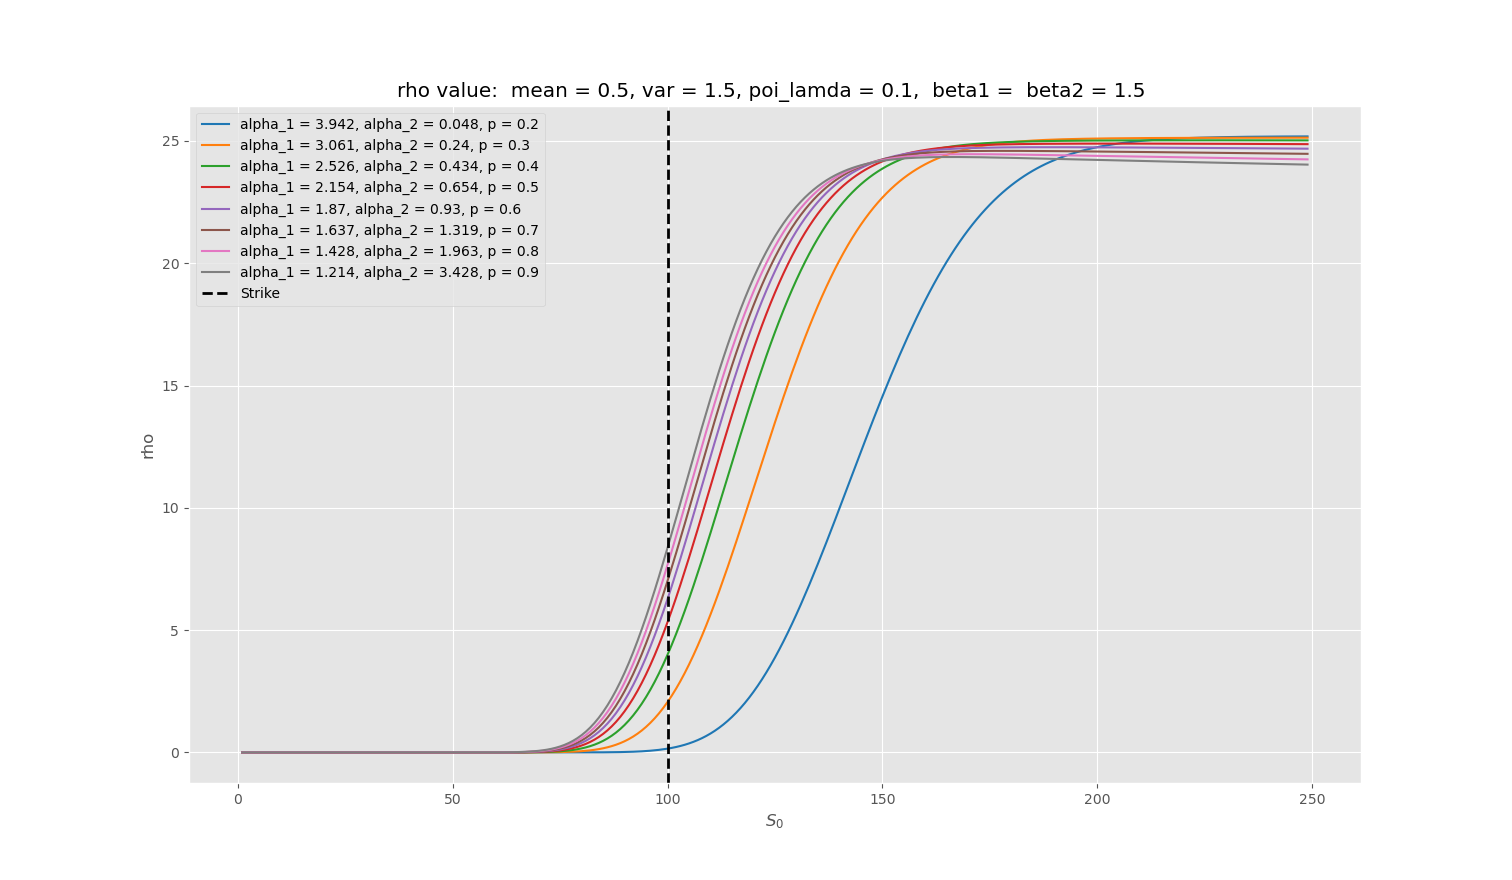 rho value:  mean = 0.5, var = 1.5, poi_lamda = 0.1,  beta1 =  beta2 = 1.5
alpha_1 = 3.942, alpha_2 = 0.048, p = 0.2
alpha_1 = 3.061, alpha_2 = 0.24, p = 0.3
alpha_1 = 2.526, alpha_2 = 0.434, p = 0.4
alpha_1 = 2.154, alpha_2 = 0.654, p = 0.5
alpha_1 = 1.87, alpha_2 = 0.93, p = 0.6
alpha_1 = 1.637, alpha_2 = 1.319, p = 0.7
alpha_1 = 1.428, alpha_2 = 1.963, p = 0.8
alpha_1 = 1.214, alpha_2 = 3.428, p = 0.9
Strike
25
20
15
10
5
0
rho
0 50 100 150 200 250
S₀